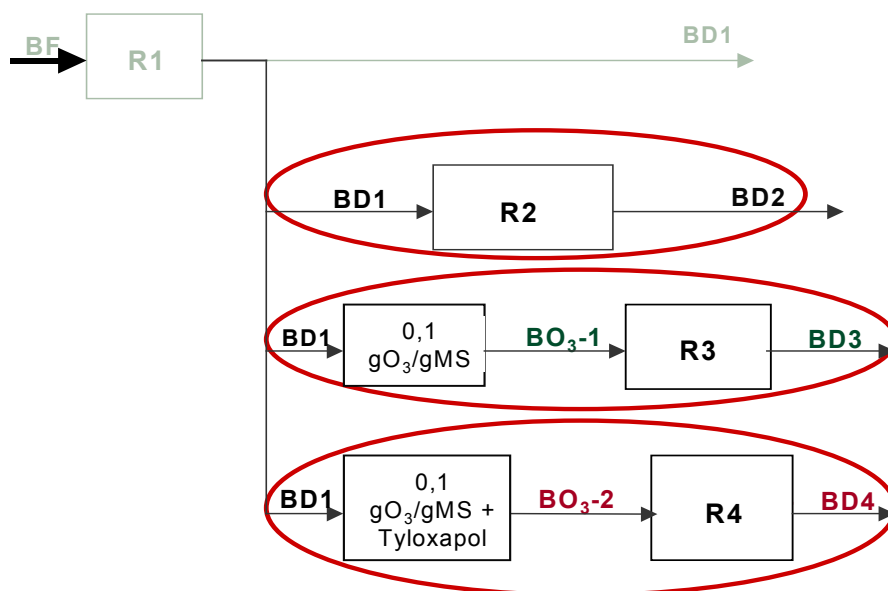 BF
R1
BD1
BD1
R2
BD2
BD1
0,1
gO₃/gMS
BO₃-1
R3
BD3
BD1
0,1
gO₃/gMS +
Tyloxapol
BO₃-2
R4
BD4